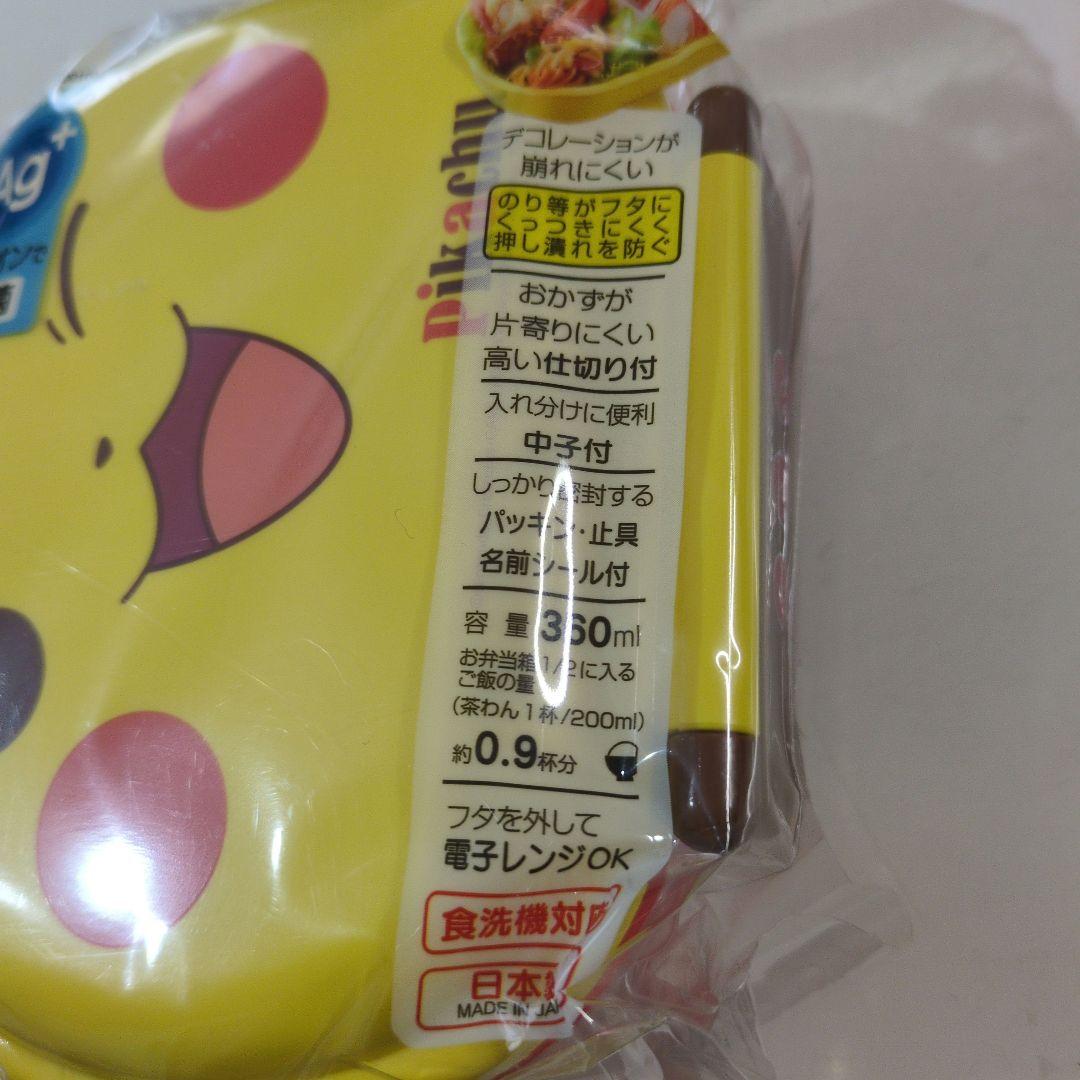 Ag+
ンで
pikachu
デコレーションが
崩れにくい
のり等がフタに
くっつきにくく
押し潰れを防ぐ
おかずが
片寄りにくい
高い仕切り付
入れ分けに便利
中子付
しっかり密封する
パッキン・止具
名前シール付
容量 360ml
お弁当箱1/2に入る
ご飯の量
(茶わん1杯/200ml)
約0.9杯分
フタを外して
電子レンジOK
食洗機対応
日本製
MADE IN JA